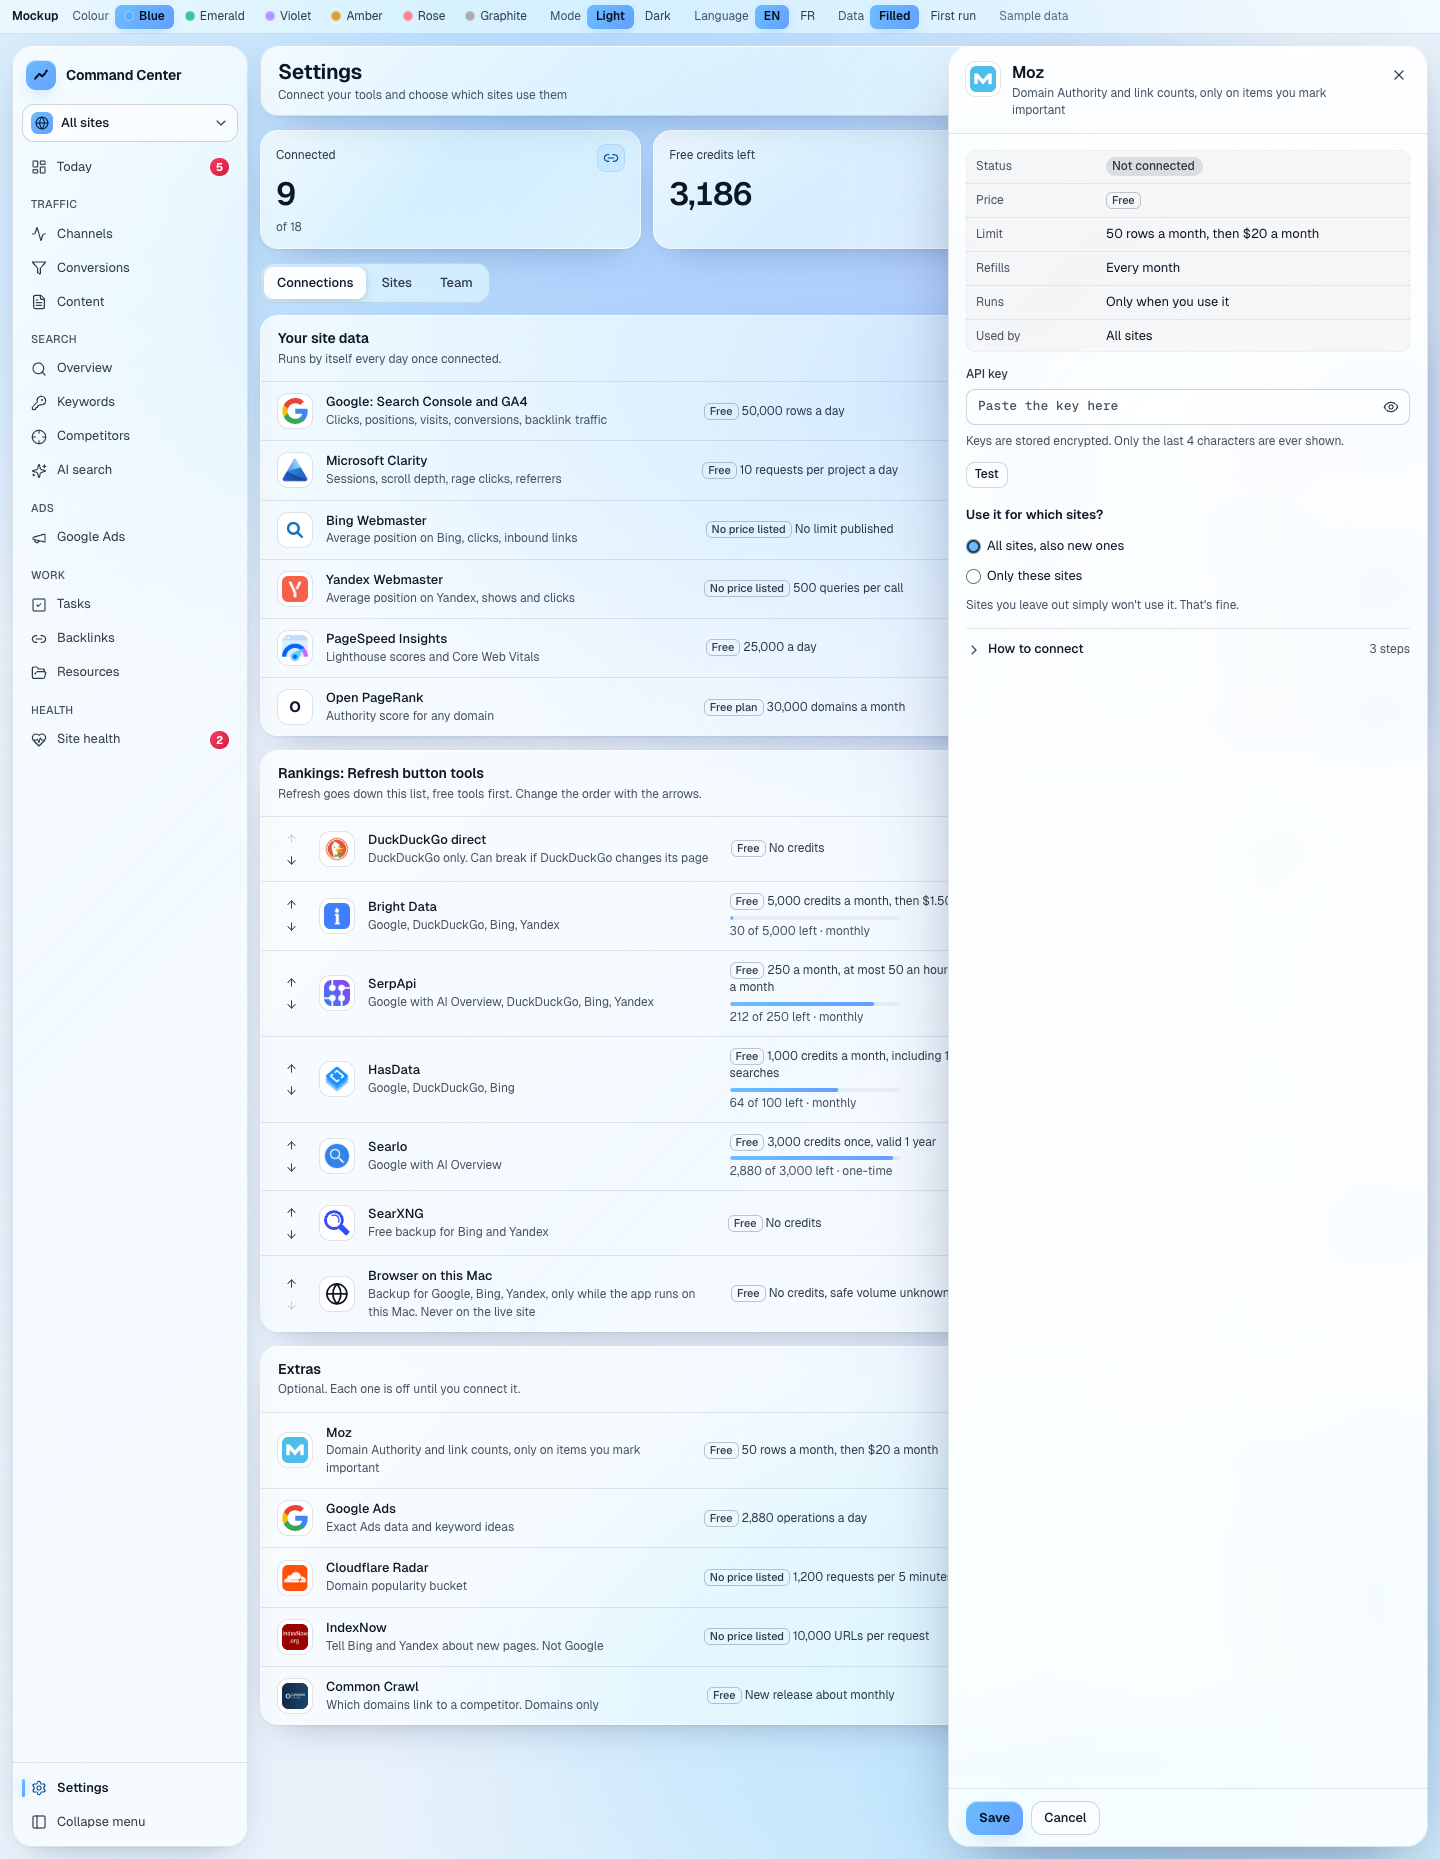 Mockup Colour Blue Emerald Violet Amber Rose Graphite Mode Light Dark Language EN FR Data Filled First run Sample data
Command Center
All sites
Today 5
TRAFFIC
Channels
Conversions
Content
SEARCH
Overview
Keywords
Competitors
AI search
ADS
Google Ads
WORK
Tasks
Backlinks
Resources
HEALTH
Site health 2
Settings
Collapse menu
Settings
Connect your tools and choose which sites use them
Connected
9
of 18
Free credits left
3,186
Connections Sites Team
Your site data
Runs by itself every day once connected.
Google: Search Console and GA4
Clicks, positions, visits, conversions, backlink traffic
Free 50,000 rows a day
Microsoft Clarity
Sessions, scroll depth, rage clicks, referrers
Free 10 requests per project a day
Bing Webmaster
Average position on Bing, clicks, inbound links
No price listed No limit published
Yandex Webmaster
Average position on Yandex, shows and clicks
No price listed 500 queries per call
PageSpeed Insights
Lighthouse scores and Core Web Vitals
Free 25,000 a day
O
Open PageRank
Authority score for any domain
Free plan 30,000 domains a month
Rankings: Refresh button tools
Refresh goes down this list, free tools first. Change the order with the arrows.
DuckDuckGo direct
DuckDuckGo only. Can break if DuckDuckGo changes its page
Free No credits
Bright Data
Google, DuckDuckGo, Bing, Yandex
Free 5,000 credits a month, then $1.50
30 of 5,000 left · monthly
SerpApi
Google with AI Overview, DuckDuckGo, Bing, Yandex
Free 250 a month, at most 50 an hour
a month
212 of 250 left · monthly
HasData
Google, DuckDuckGo, Bing
Free 1,000 credits a month, including 1
searches
64 of 100 left · monthly
Searlo
Google with AI Overview
Free 3,000 credits once, valid 1 year
2,880 of 3,000 left · one-time
SearXNG
Free backup for Bing and Yandex
Free No credits
Browser on this Mac
Backup for Google, Bing, Yandex, only while the app runs on
this Mac. Never on the live site
Free No credits, safe volume unknown
Extras
Optional. Each one is off until you connect it.
Moz
Domain Authority and link counts, only on items you mark
important
Free 50 rows a month, then $20 a month
Google Ads
Exact Ads data and keyword ideas
Free 2,880 operations a day
Cloudflare Radar
Domain popularity bucket
No price listed 1,200 requests per 5 minutes
IndexNow
.org
IndexNow
Tell Bing and Yandex about new pages. Not Google
No price listed 10,000 URLs per request
Common Crawl
Which domains link to a competitor. Domains only
Free New release about monthly
Moz
Domain Authority and link counts, only on items you mark
important
Status Not connected
Price Free
Limit 50 rows a month, then $20 a month
Refills Every month
Runs Only when you use it
Used by All sites
API key
Paste the key here
Keys are stored encrypted. Only the last 4 characters are ever shown.
Test
Use it for which sites?
All sites, also new ones
Only these sites
Sites you leave out simply won't use it. That's fine.
How to connect 3 steps
Save Cancel